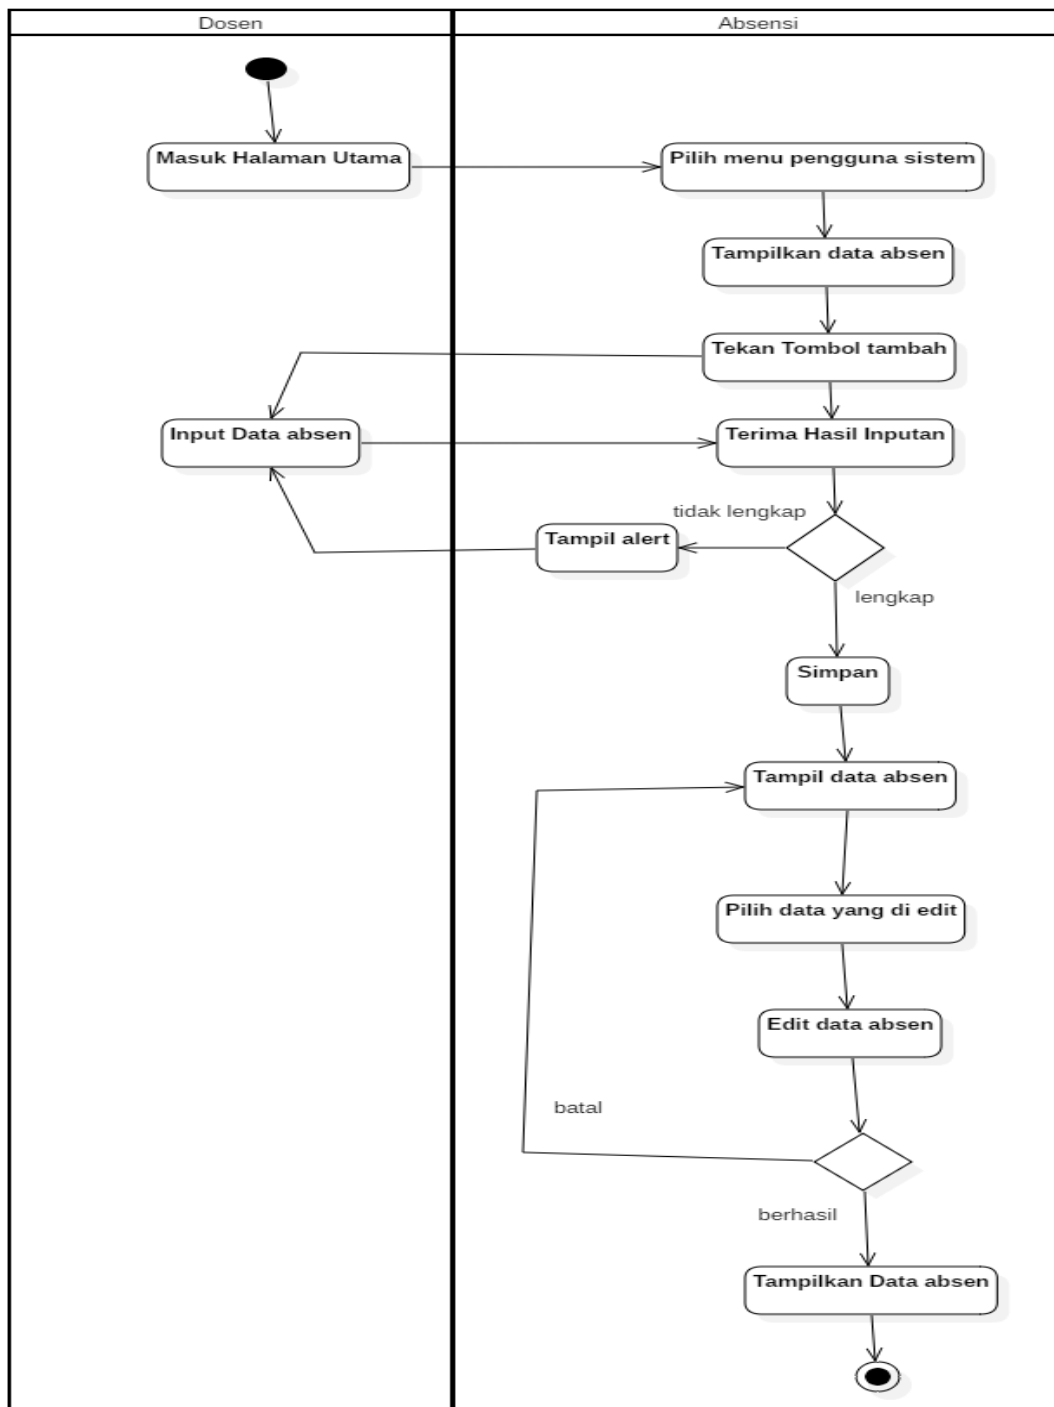 Dosen
Absensi
Masuk Halaman Utama
Pilih menu pengguna sistem
Tampilkan data absen
Tekan Tombol tambah
Input Data absen
Terima Hasil Inputan
tidak lengkap
Tampil alert
lengkap
Simpan
Tampil data absen
Pilih data yang di edit
Edit data absen
batal
berhasil
Tampilkan Data absen